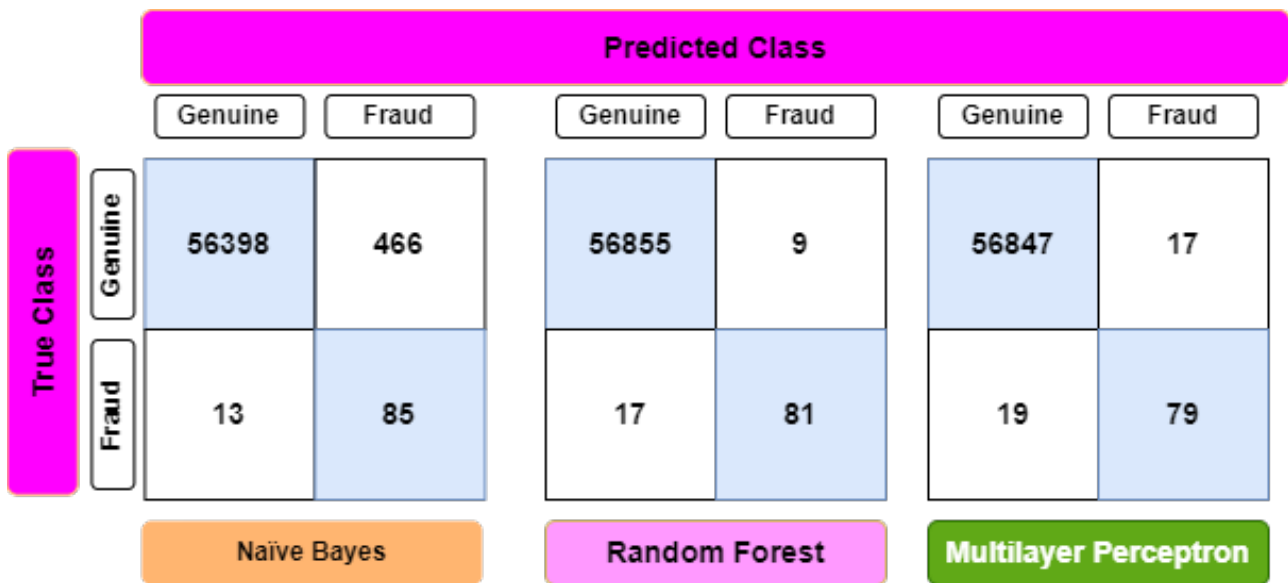 Predicted Class
Genuine Fraud Genuine Fraud Genuine Fraud
True Class
Genuine
56398 466 56855 9 56847 17
Fraud
13 85 17 81 19 79
Naïve Bayes Random Forest Multilayer Perceptron